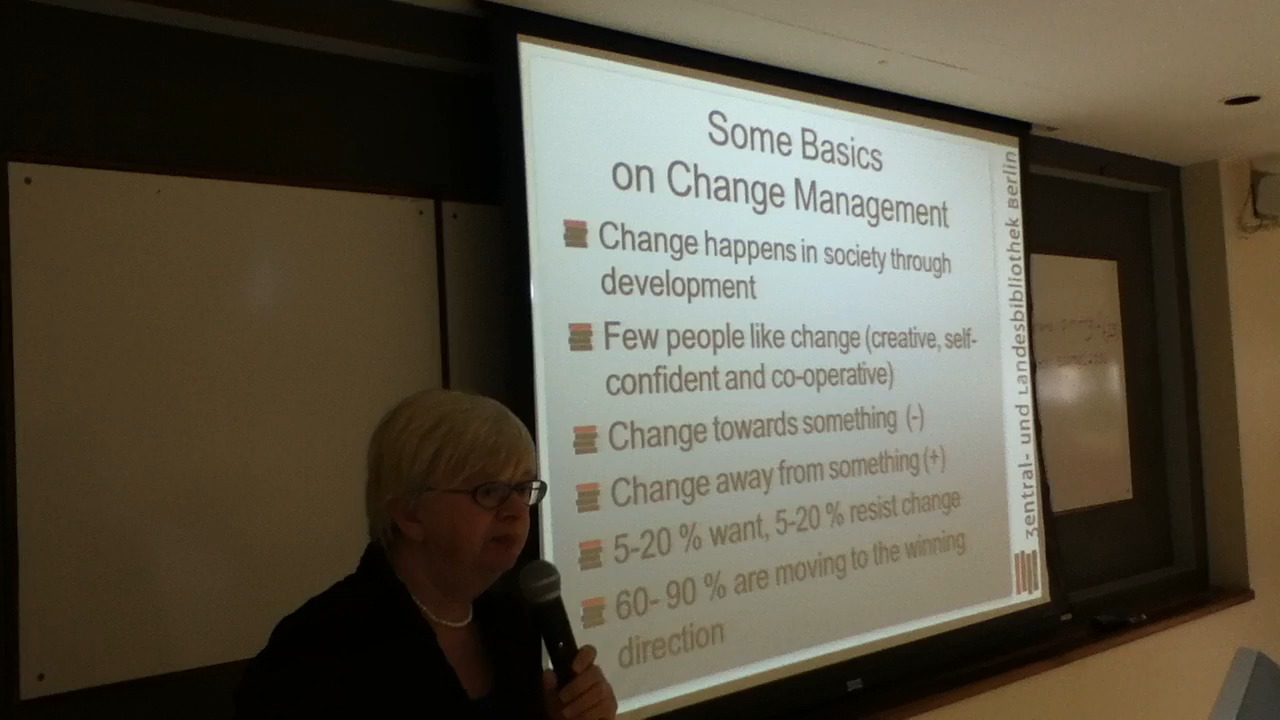 Some Basics
on Change Management
Change happens in society through
development
Few people like change (creative, self-
confident and co-operative)
Change towards something (-)
Change away from something (+)
5-20 % want, 5-20 % resist change
60- 90 % are moving to the winning
direction
Zentral- und Landesbibliothek Berlin